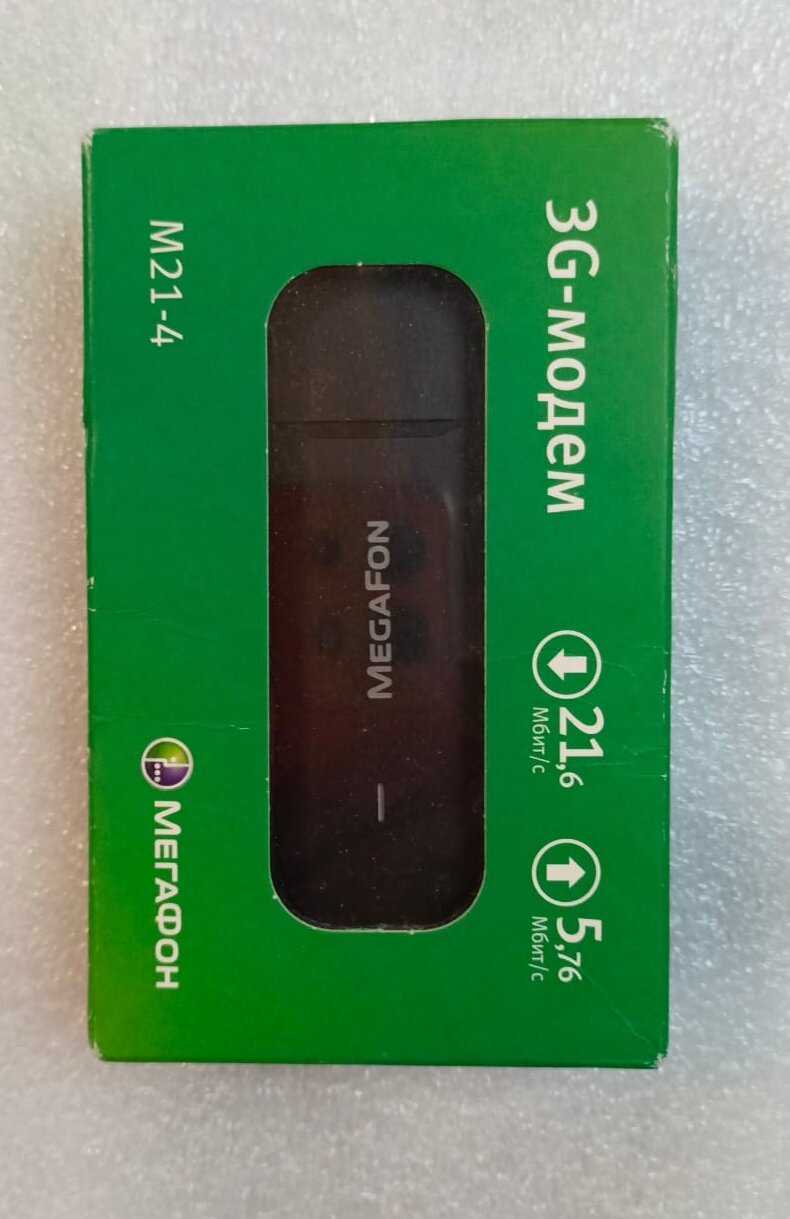 3G-модем
21,6
Мбит/с
5,76
Мбит/с
MEGAFON
M21-4
МЕГАФОН